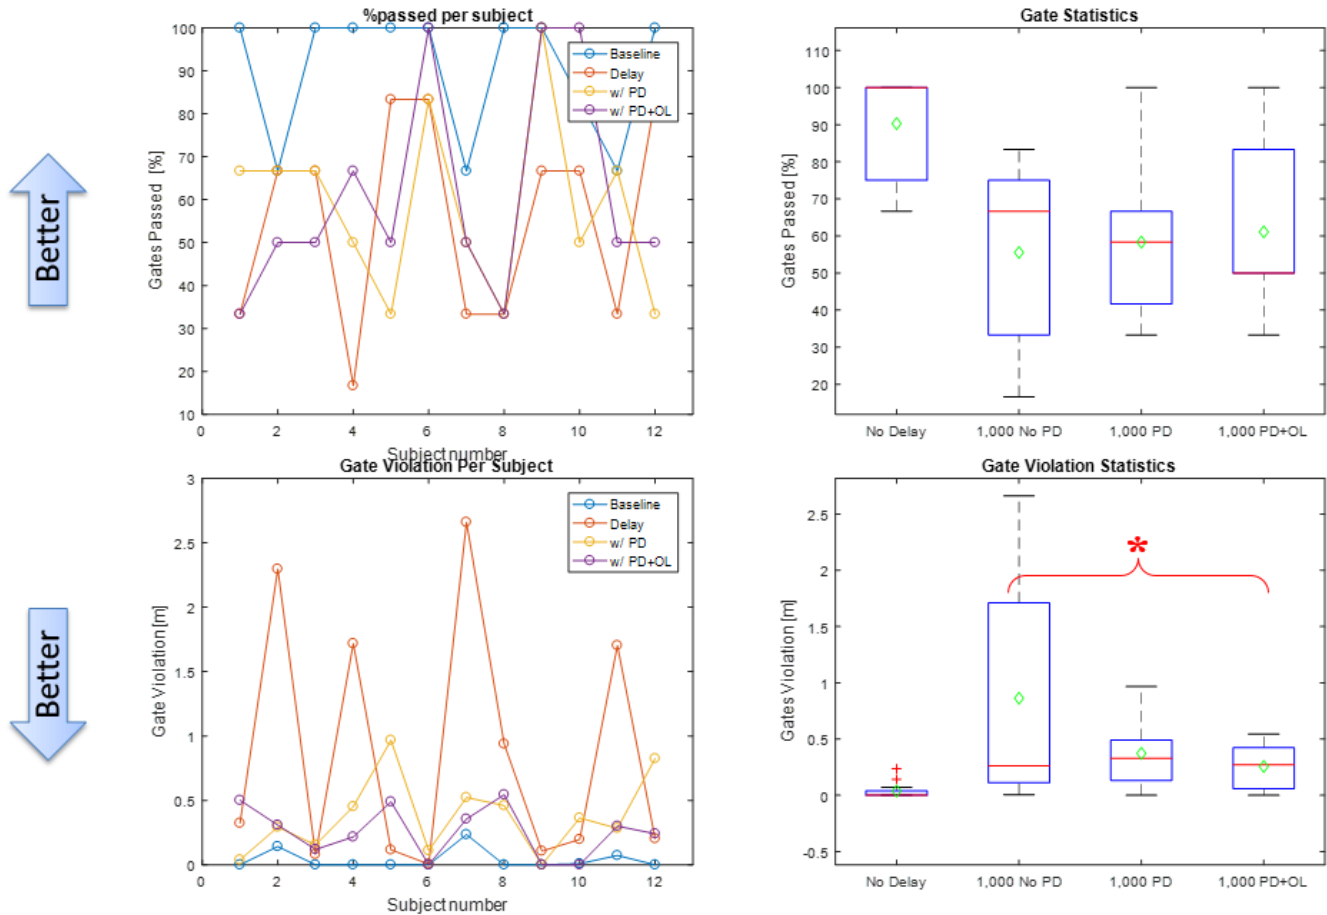 %passed per subject
100
90
80
70
60
50
40
30
20
10
Gates Passed [%]
0
2
4
6
8
10
12
Subject number
Baseline
Delay
w/ PD
w/ PD+OL
Gate Statistics
110
100
90
80
70
60
50
40
30
20
Gates Passed [%]
No Delay
1,000 No PD
1,000 PD
1,000 PD+OL
Better
Gate Violation Per Subject
3
2.5
2
1.5
1
0.5
0
Gate Violation [m]
0
2
4
6
8
10
12
Subject number
Baseline
Delay
w/ PD
w/ PD+OL
Gate Violation Statistics
2.5
2
1.5
1
0.5
0
-0.5
Gates Violation [m]
*
No Delay
1,000 No PD
1,000 PD
1,000 PD+OL
Better